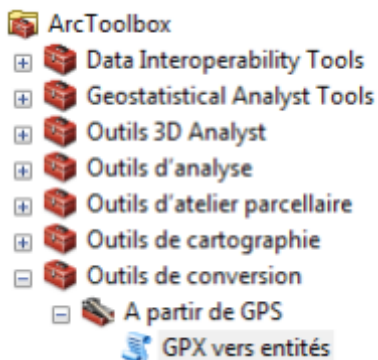 ArcToolbox
Data Interoperability Tools
Geostatistical Analyst Tools
Outils 3D Analyst
Outils d'analyse
Outils d'atelier parcellaire
Outils de cartographie
Outils de conversion
A partir de GPS
GPX vers entités